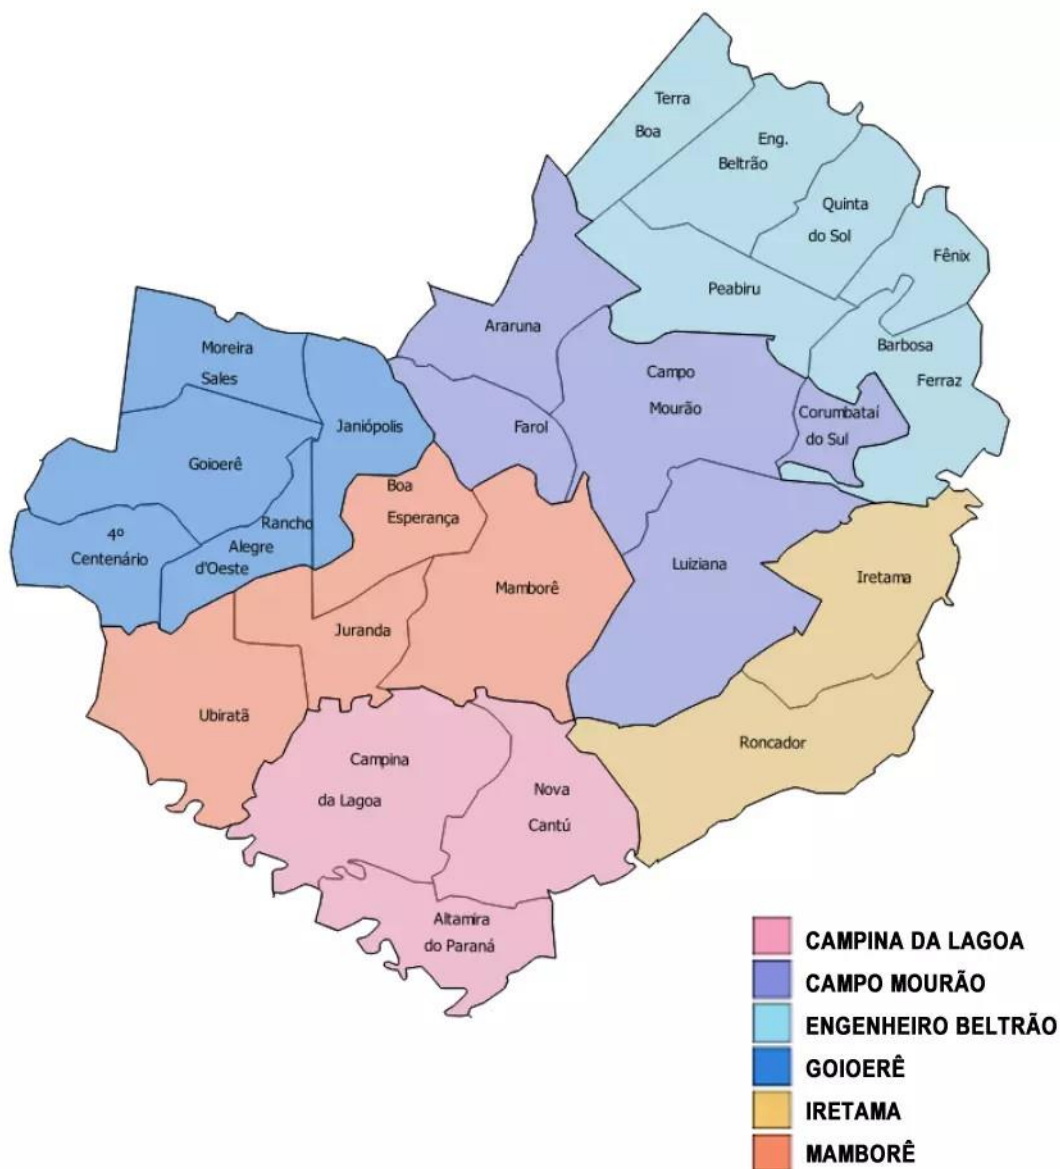 Terra
Boa
Eng.
Beltrão
Quinta
do Sol
Fênix
Peabiru
Araruna
Barbosa
Ferraz
Moreira
Sales
Campo
Mourão
Corumbataí
do Sul
Janiópolis
Farol
Goioerê
Boa
Esperança
Rancho
Alegre
d'Oeste
4º
Centenário
Luiziana
Iretama
Mamborê
Juranda
Ubiratã
Roncador
Campina
da Lagoa
Nova
Cantú
Altamira
do Paraná
CAMPINA DA LAGOA
CAMPO MOURÃO
ENGENHEIRO BELTRÃO
GOIOERÊ
IRETAMA
MAMBORÊ